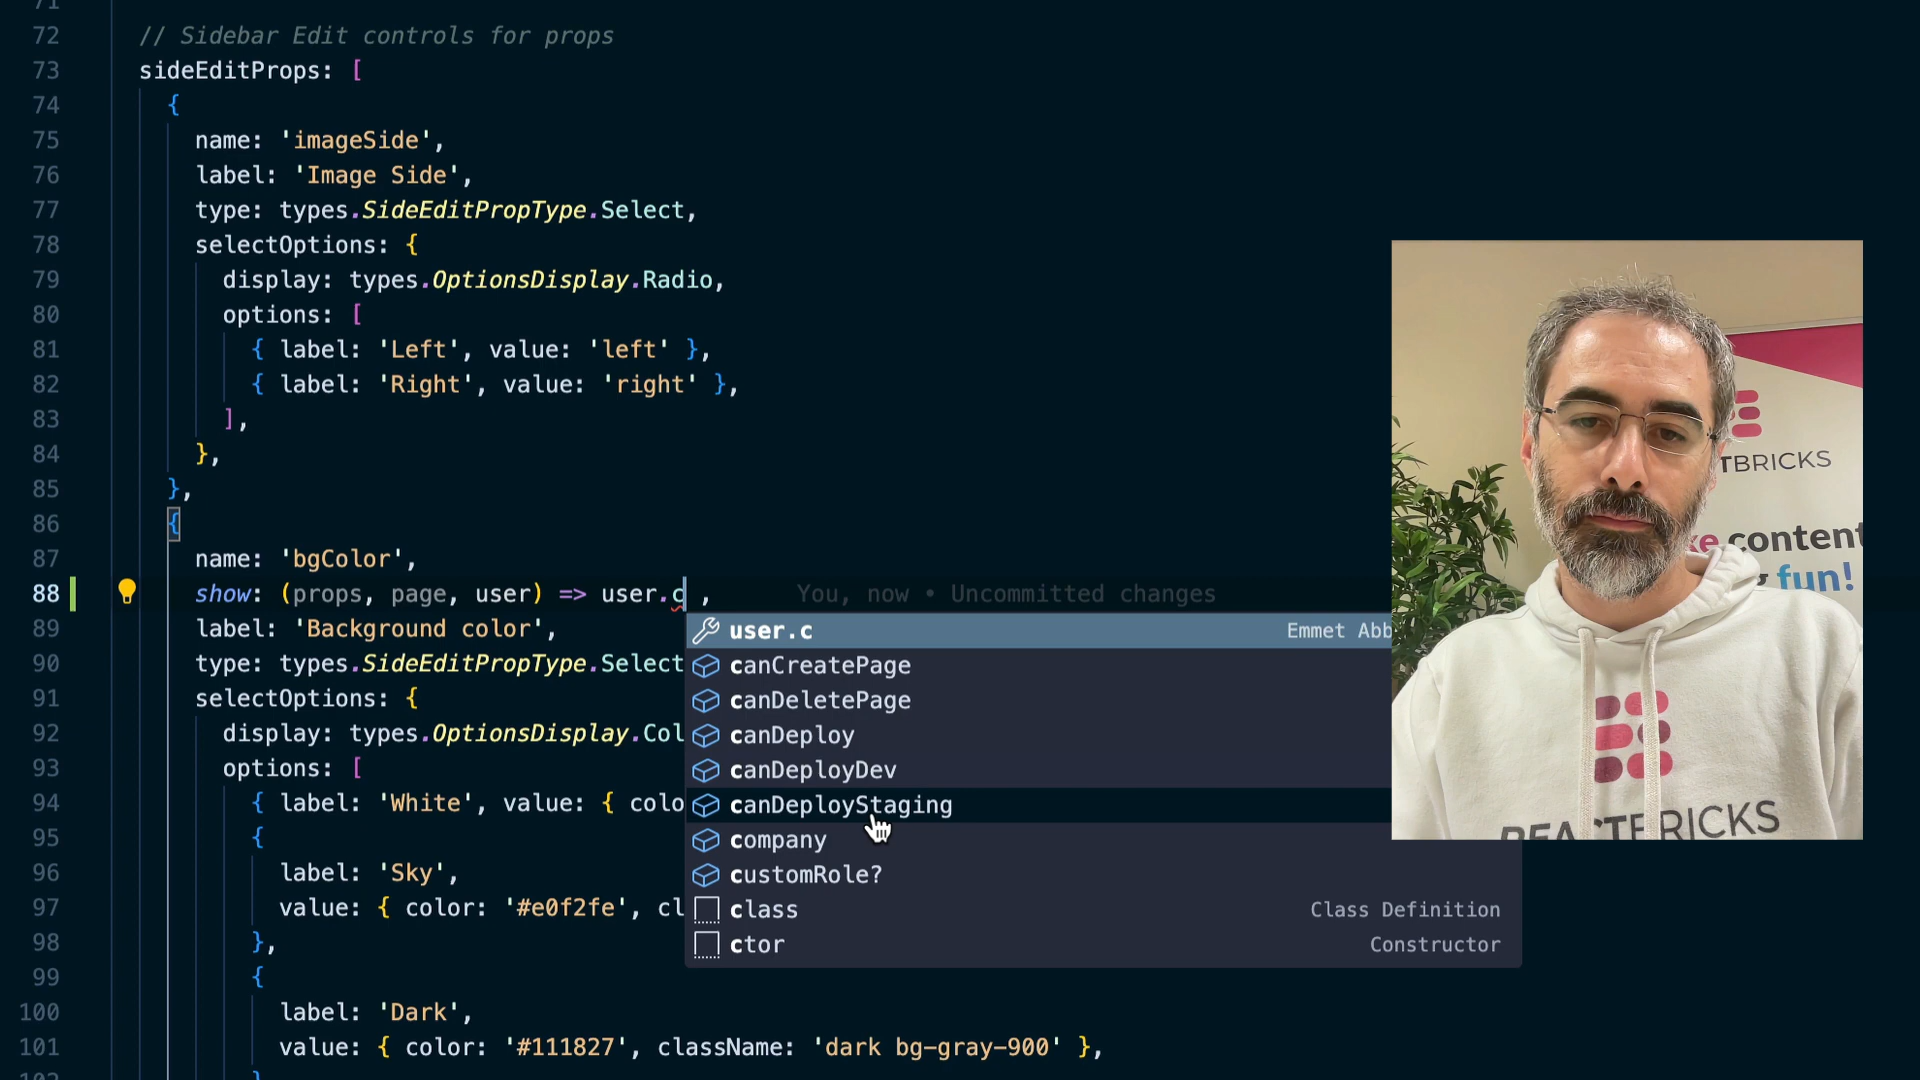 71
72 // Sidebar Edit controls for props
73 sideEditProps: [
74 {
75 name: 'imageSide',
76 label: 'Image Side',
77 type: types.SideEditPropType.Select,
78 selectOptions: {
79 display: types.OptionsDisplay.Radio,
80 options: [
81 { label: 'Left', value: 'left' },
82 { label: 'Right', value: 'right' },
83 ],
84 },
85 },
86 {
87 name: 'bgColor',
88 show: (props, page, user) => user.c , You, now • Uncommitted changes
89 label: 'Background color',
90 type: types.SideEditPropType.Select
91 selectOptions: {
92 display: types.OptionsDisplay.Col
93 options: [
94 { label: 'White', value: { colo
95 {
96 label: 'Sky',
97 value: { color: '#e0f2fe', cl
98 },
99 {
100 label: 'Dark',
101 value: { color: '#111827', className: 'dark bg-gray-900' },
102 }
user.c Emmet Abb
canCreatePage
canDeletePage
canDeploy
canDeployDev
canDeployStaging
company
customRole?
class Class Definition
ctor Constructor
TBRICKS
ke content
fun!
REACTBRICKS